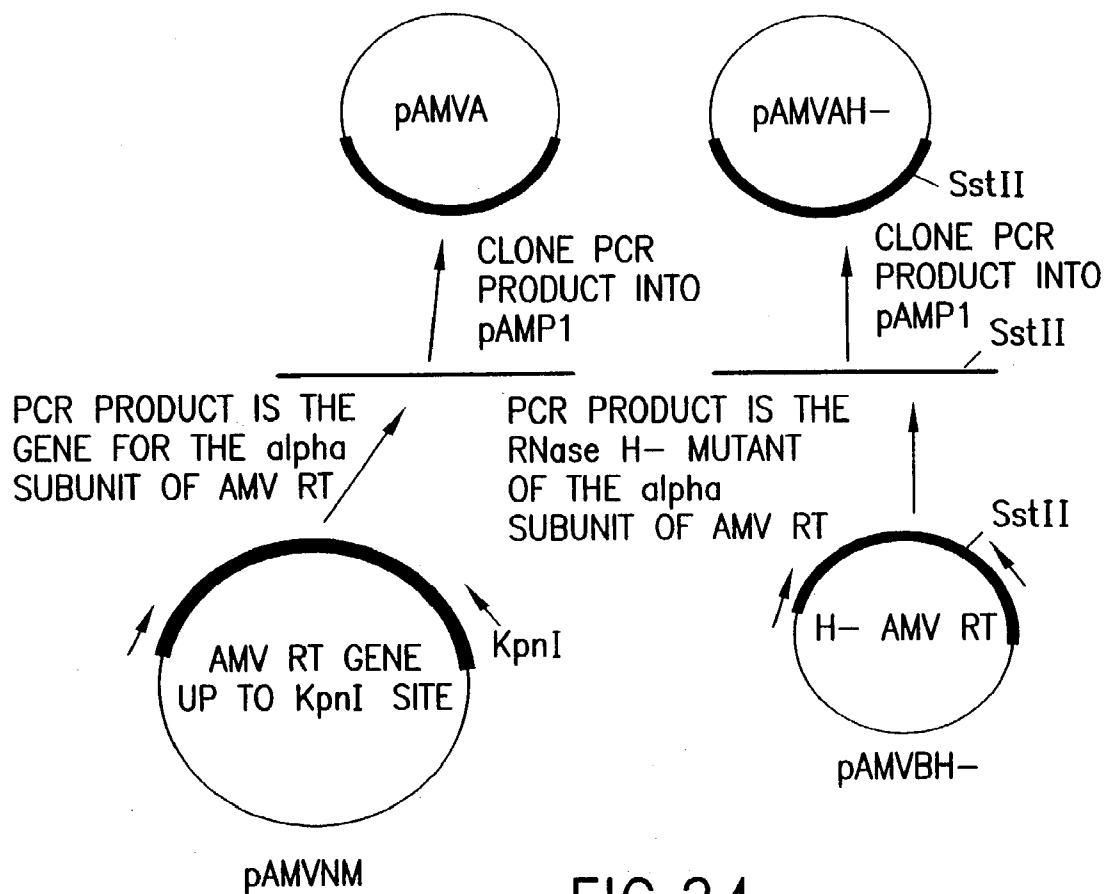 pAMVA
pAMVAH-
SstII
CLONE PCR
PRODUCT INTO
pAMP1
CLONE PCR
PRODUCT INTO
pAMP1
SstII
PCR PRODUCT IS THE
GENE FOR THE alpha
SUBUNIT OF AMV RT
PCR PRODUCT IS THE
RNase H- MUTANT
OF THE alpha
SUBUNIT OF AMV RT
SstII
KpnI
AMV RT GENE
UP TO KpnI SITE
H- AMV RT
pAMVBH-
pAMVNM